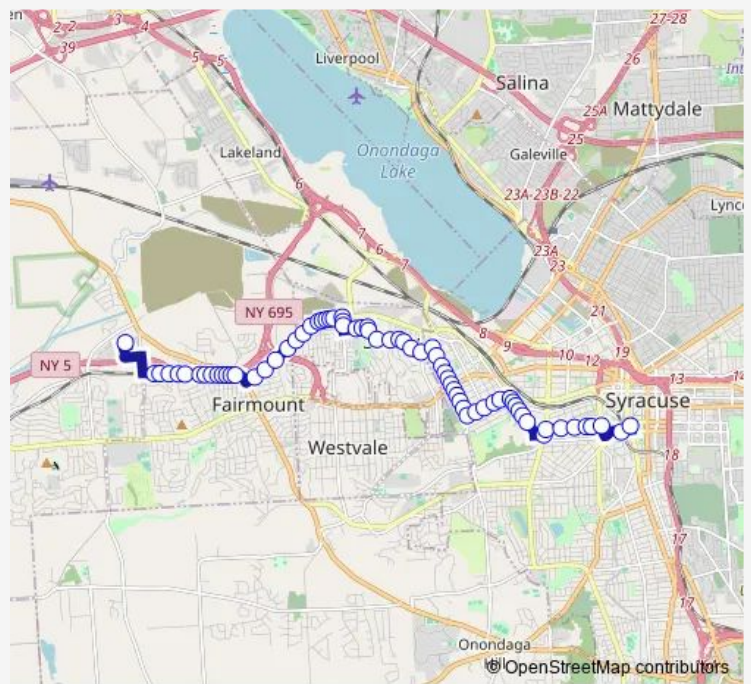 27-28
2 2
4
39
5
5
Liverpool
26
Salina
25A
Mattydale
25
Lakeland
Onondaga
Lake
Galeville
6
23A-23B-22
7
6
7
23A
23
NY 695
21
8
9
10
12
19
NY 5
13
Syracuse
Fairmount
Westvale
18
17
17
Onondaga
Hill
© OpenStreetMap contributors